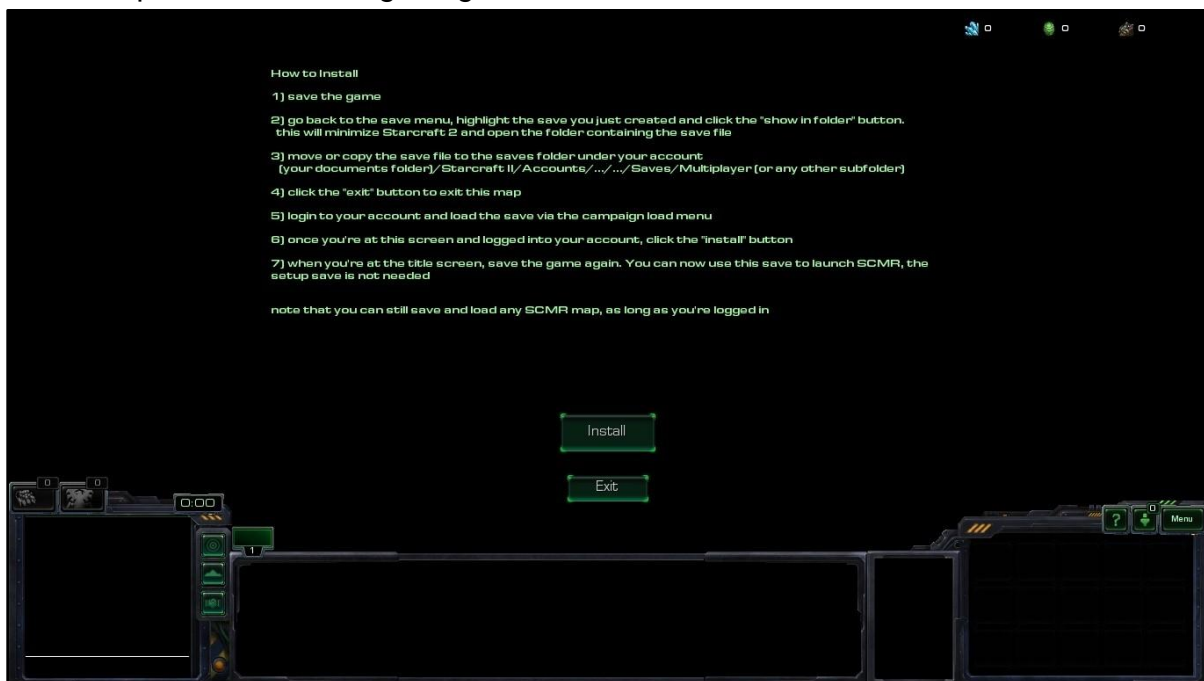 0 0 0
How to Install
1) save the game
2) go back to the save menu, highlight the save you just created and click the "show in folder" button.
this will minimize Starcraft 2 and open the folder containing the save file
3) move or copy the save file to the saves folder under your account
(your documents folder)/Starcraft II/Accounts/.../.../Saves/Multiplayer (or any other subfolder)
4) click the "exit" button to exit this map
5) login to your account and load the save via the campaign load menu
6) once you're at this screen and logged into your account, click the "install" button
7) when you're at the title screen, save the game again. You can now use this save to launch SCMR, the
setup save is not needed
note that you can still save and load any SCMR map, as long as you're logged in
Install
Exit
0 0
0:00
1
? 0 Menu